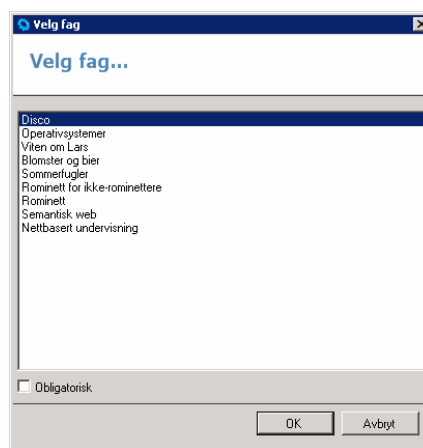 Velg fag
Velg fag...
Disco
Operativsystemer
Viten om Lars
Blomster og bier
Sommerfugler
Rominett for ikke-rominettere
Rominett
Semantisk web
Nettbasert undervisning
Obligatorisk
OK
Avbryt